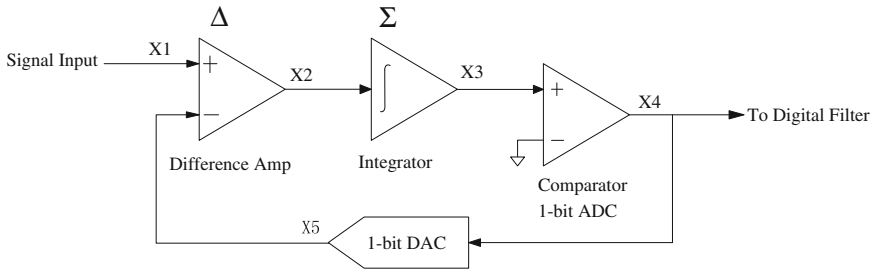 Δ
Σ
Signal Input
X1
+
−
X2
∫
X3
+
−
X4
To Digital Filter
Difference Amp
Integrator
Comparator
1-bit ADC
X5
1-bit DAC